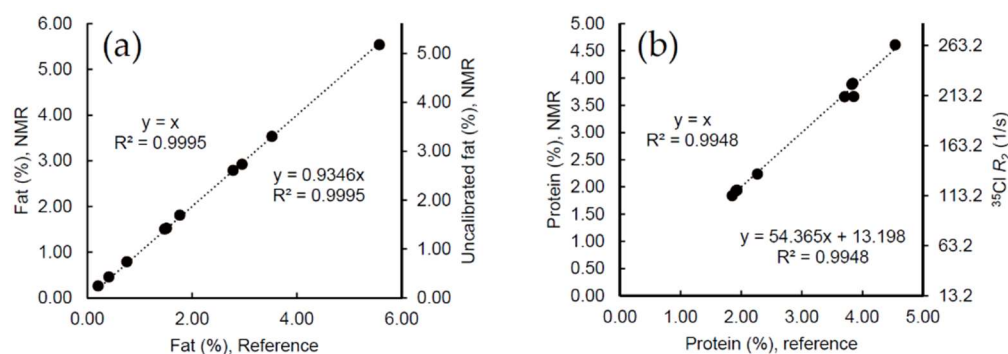 (a)
6.00
5.00
4.00
3.00
2.00
1.00
0.00
Fat (%), NMR
y = x
R² = 0.9995
y = 0.9346x
R² = 0.9995
5.00
4.00
3.00
2.00
1.00
0.00
Uncalibrated fat (%), NMR
0.00 2.00 4.00 6.00
Fat (%), Reference
(b)
5.00
4.50
4.00
3.50
3.00
2.50
2.00
1.50
1.00
0.50
0.00
Protein (%), NMR
y = x
R² = 0.9948
y = 54.365x + 13.198
R² = 0.9948
263.2
213.2
163.2
113.2
63.2
13.2
³⁵Cl R₂ (1/s)
0.00 1.00 2.00 3.00 4.00 5.00
Protein (%), reference